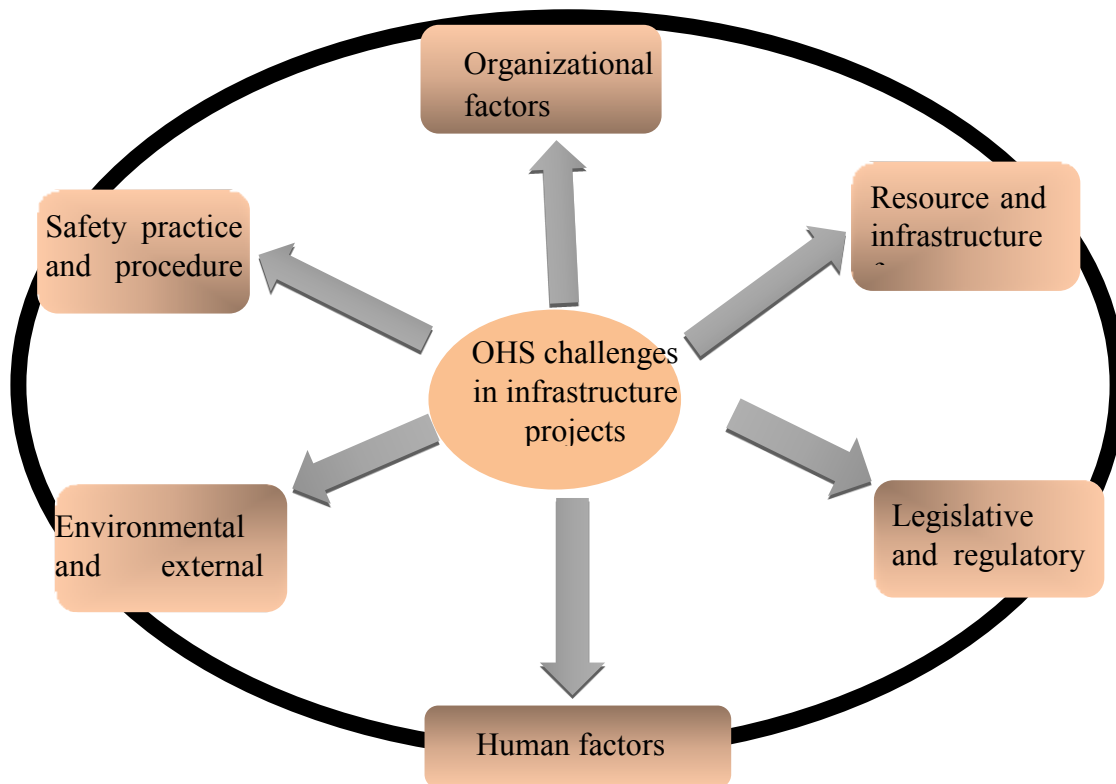 Organizational
factors
Resource and
infrastructure
Safety practice
and procedure
OHS challenges
in infrastructure
projects
Environmental
and external
Legislative
and regulatory
Human factors